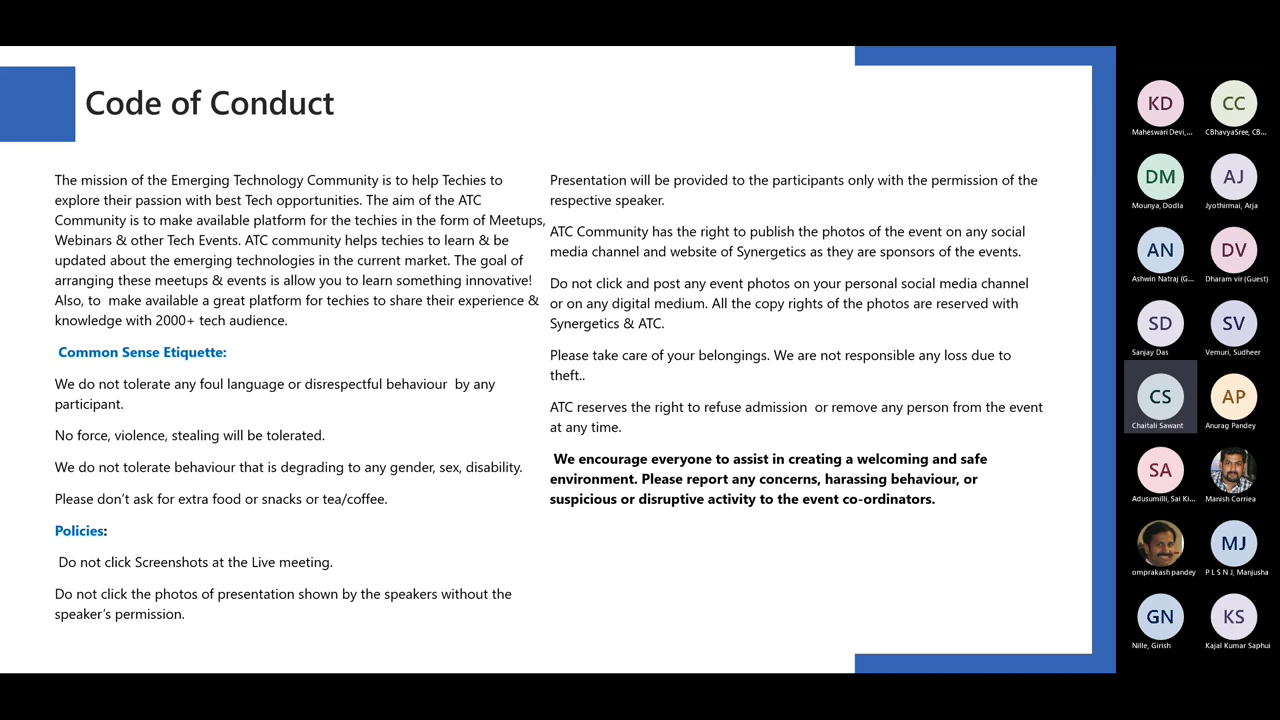 Code of Conduct
The mission of the Emerging Technology Community is to help Techies to
explore their passion with best Tech opportunities. The aim of the ATC
Community is to make available platform for the techies in the form of Meetups,
Webinars & other Tech Events. ATC community helps techies to learn & be
updated about the emerging technologies in the current market. The goal of
arranging these meetups & events is allow you to learn something innovative!
Also, to make available a great platform for techies to share their experience &
knowledge with 2000+ tech audience.
Common Sense Etiquette:
We do not tolerate any foul language or disrespectful behaviour by any
participant.
No force, violence, stealing will be tolerated.
We do not tolerate behaviour that is degrading to any gender, sex, disability.
Please don’t ask for extra food or snacks or tea/coffee.
Policies:
Do not click Screenshots at the Live meeting.
Do not click the photos of presentation shown by the speakers without the
speaker’s permission.
Presentation will be provided to the participants only with the permission of the
respective speaker.
ATC Community has the right to publish the photos of the event on any social
media channel and website of Synergetics as they are sponsors of the events.
Do not click and post any event photos on your personal social media channel
or on any digital medium. All the copy rights of the photos are reserved with
Synergetics & ATC.
Please take care of your belongings. We are not responsible any loss due to
theft..
ATC reserves the right to refuse admission or remove any person from the event
at any time.
We encourage everyone to assist in creating a welcoming and safe
environment. Please report any concerns, harassing behaviour, or
suspicious or disruptive activity to the event co-ordinators.
KD
Maheswari Devi,...
CC
CBhavyaSree, CB...
DM
Mounya, Dodla
AJ
Jyothirmai, Arja
AN
Ashwin Natraj (G...
DV
Dharam vir (Guest)
SD
Sanjay Das
SV
Vemuri, Sudheer
CS
Chaitali Sawant
AP
Anurag Pandey
SA
Adusumilli, Sai Ki...
Manish Corriea
omprakash pandey
MJ
P L S N J, Manjusha
GN
Nille, Girish
KS
Kajal Kumar Saphui